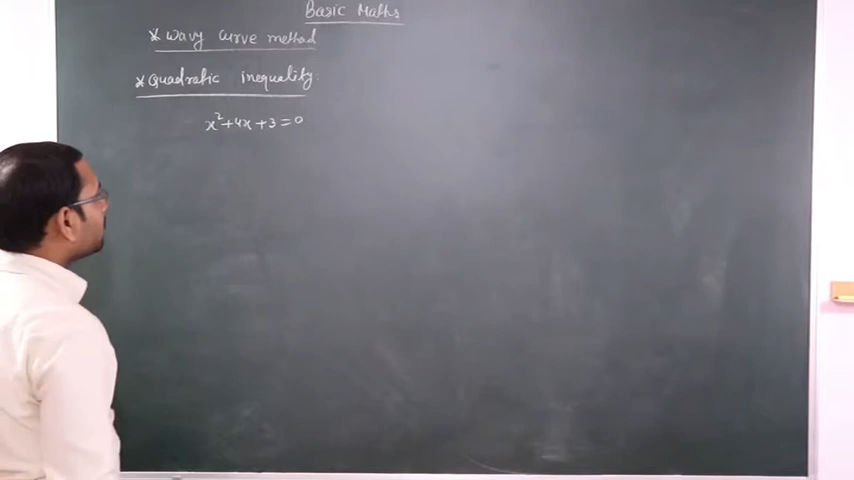 Basic Maths
* Wavy Curve method
* Quadratic inequality:
x²+4x+3=0